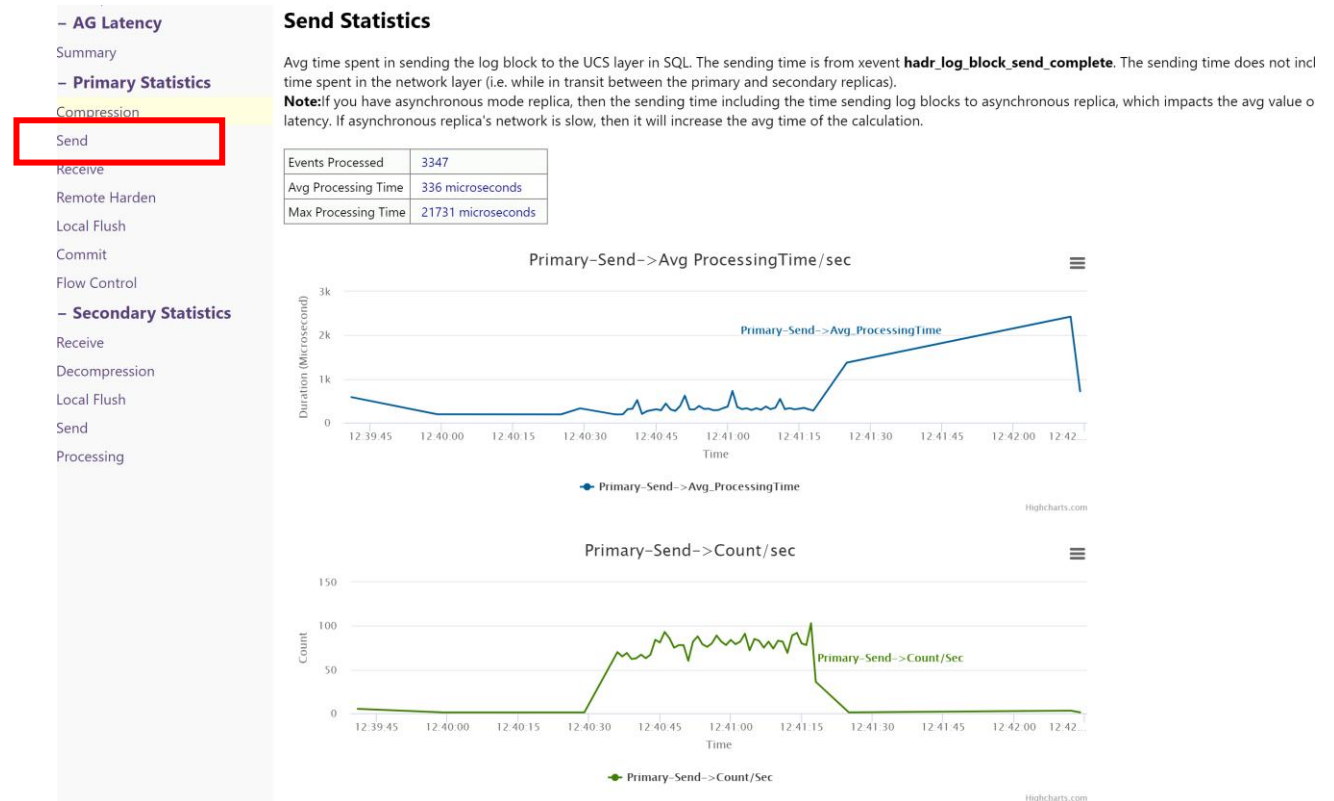 – AG Latency
Summary
– Primary Statistics
Compression
Send
Receive
Remote Harden
Local Flush
Commit
Flow Control
– Secondary Statistics
Receive
Decompression
Local Flush
Send
Processing
Send Statistics
Avg time spent in sending the log block to the UCS layer in SQL. The sending time is from xevent hadr_log_block_send_complete. The sending time does not incl
time spent in the network layer (i.e. while in transit between the primary and secondary replicas).
Note:If you have asynchronous mode replica, then the sending time including the time sending log blocks to asynchronous replica, which impacts the avg value o
latency. If asynchronous replica's network is slow, then it will increase the avg time of the calculation.
Events Processed 3347
Avg Processing Time 336 microseconds
Max Processing Time 21731 microseconds
Primary-Send->Avg ProcessingTime/sec
Duration (Microsecond)
3k
2k
1k
0
Primary-Send->Avg_ProcessingTime
12:39:45 12:40:00 12:40:15 12:40:30 12:40:45 12:41:00 12:41:15 12:41:30 12:41:45 12:42:00 12:42...
Time
Primary-Send->Avg_ProcessingTime
Highcharts.com
Primary-Send->Count/sec
Count
150
100
50
0
Primary-Send->Count/Sec
12:39:45 12:40:00 12:40:15 12:40:30 12:40:45 12:41:00 12:41:15 12:41:30 12:41:45 12:42:00 12:42...
Time
Primary-Send->Count/Sec
Highcharts.com